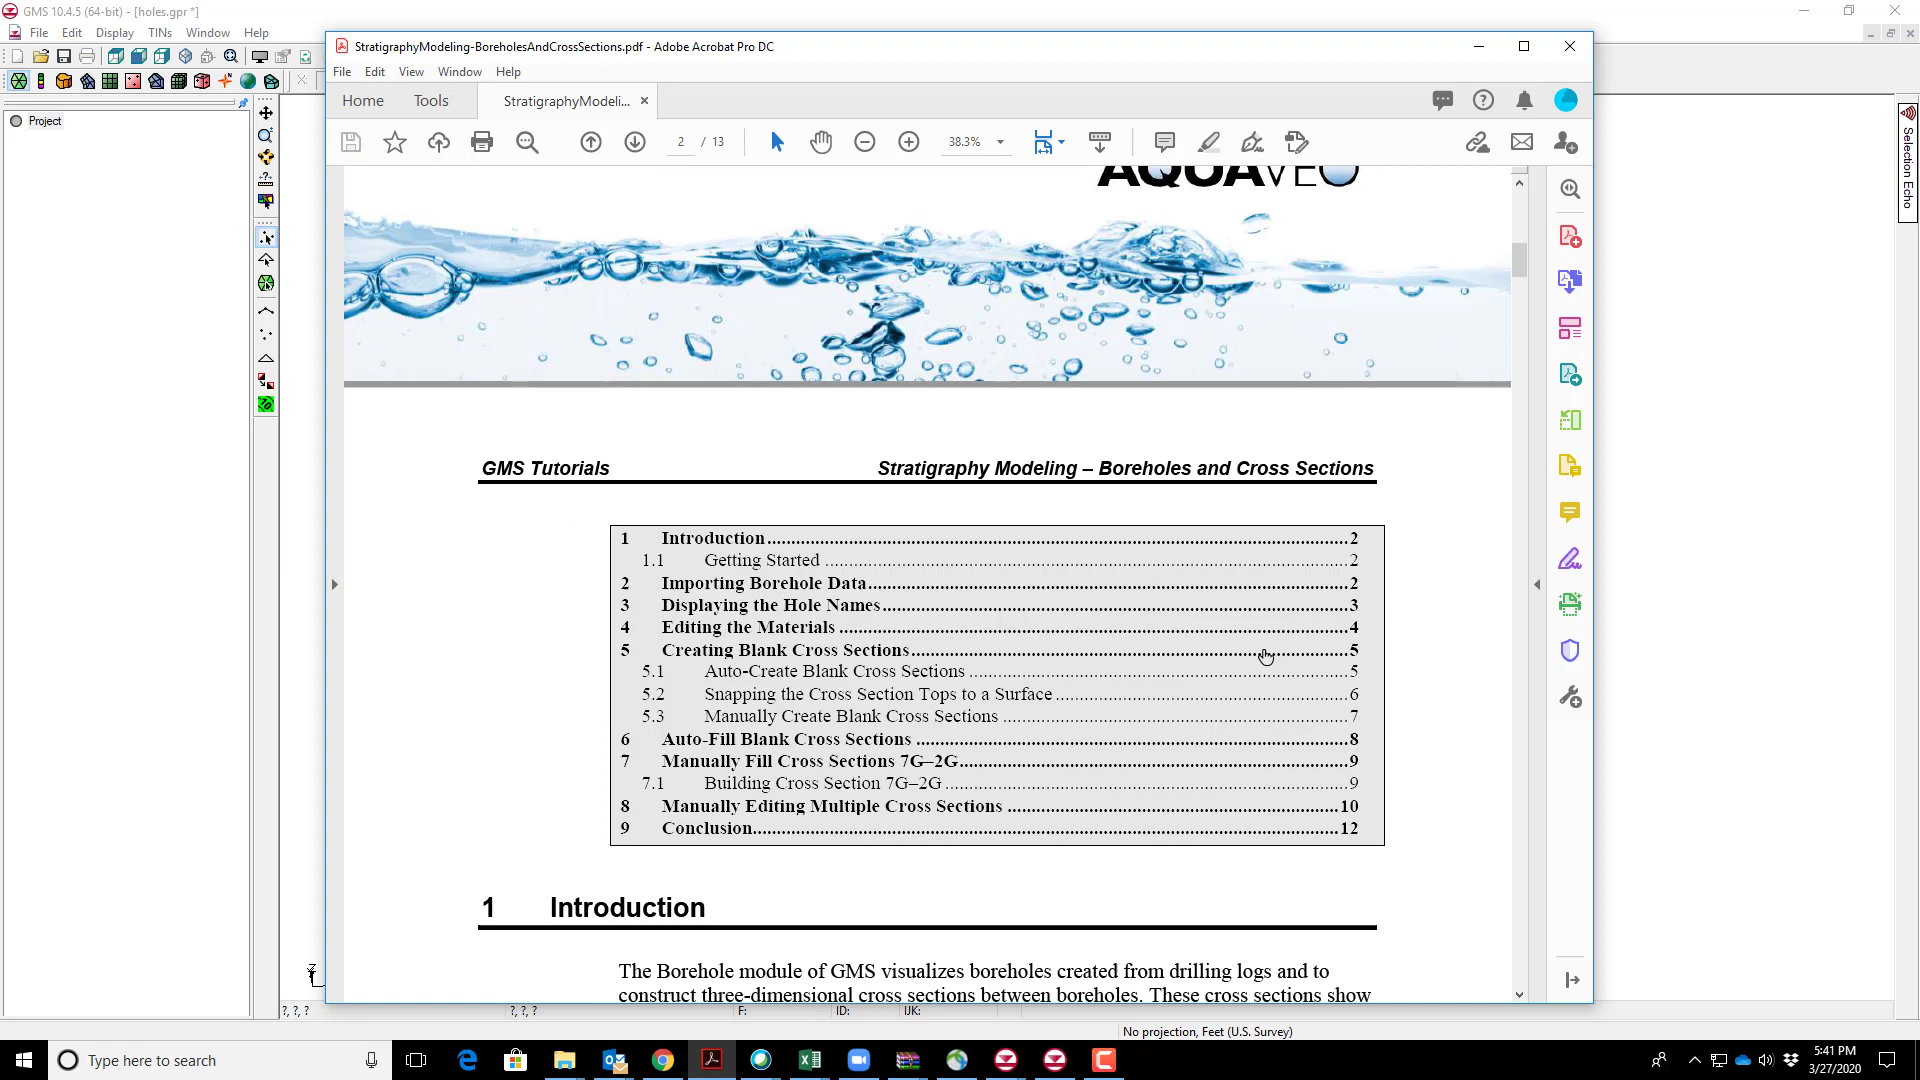 GMS 10.4.5 (64-bit) - [holes.gpr *]
File Edit Display TINs Window Help
StratigraphyModeling-BoreholesAndCrossSections.pdf - Adobe Acrobat Pro DC
File Edit View Window Help
Home Tools StratigraphyModeli... ×
2 / 13 38.3%
Project
Selection Echo
AQUAVEO
GMS Tutorials Stratigraphy Modeling – Boreholes and Cross Sections
1 Introduction 2
1.1 Getting Started 2
2 Importing Borehole Data 2
3 Displaying the Hole Names 3
4 Editing the Materials 4
5 Creating Blank Cross Sections 5
5.1 Auto-Create Blank Cross Sections 5
5.2 Snapping the Cross Section Tops to a Surface 6
5.3 Manually Create Blank Cross Sections 7
6 Auto-Fill Blank Cross Sections 8
7 Manually Fill Cross Sections 7G–2G 9
7.1 Building Cross Section 7G–2G 9
8 Manually Editing Multiple Cross Sections 10
9 Conclusion 12
1 Introduction
The Borehole module of GMS visualizes boreholes created from drilling logs and to
construct three-dimensional cross sections between boreholes. These cross sections show
Z
?, ?, ? ?, ?, ? F: ID: IJK:
No projection, Feet (U.S. Survey)
Type here to search
5:41 PM
3/27/2020